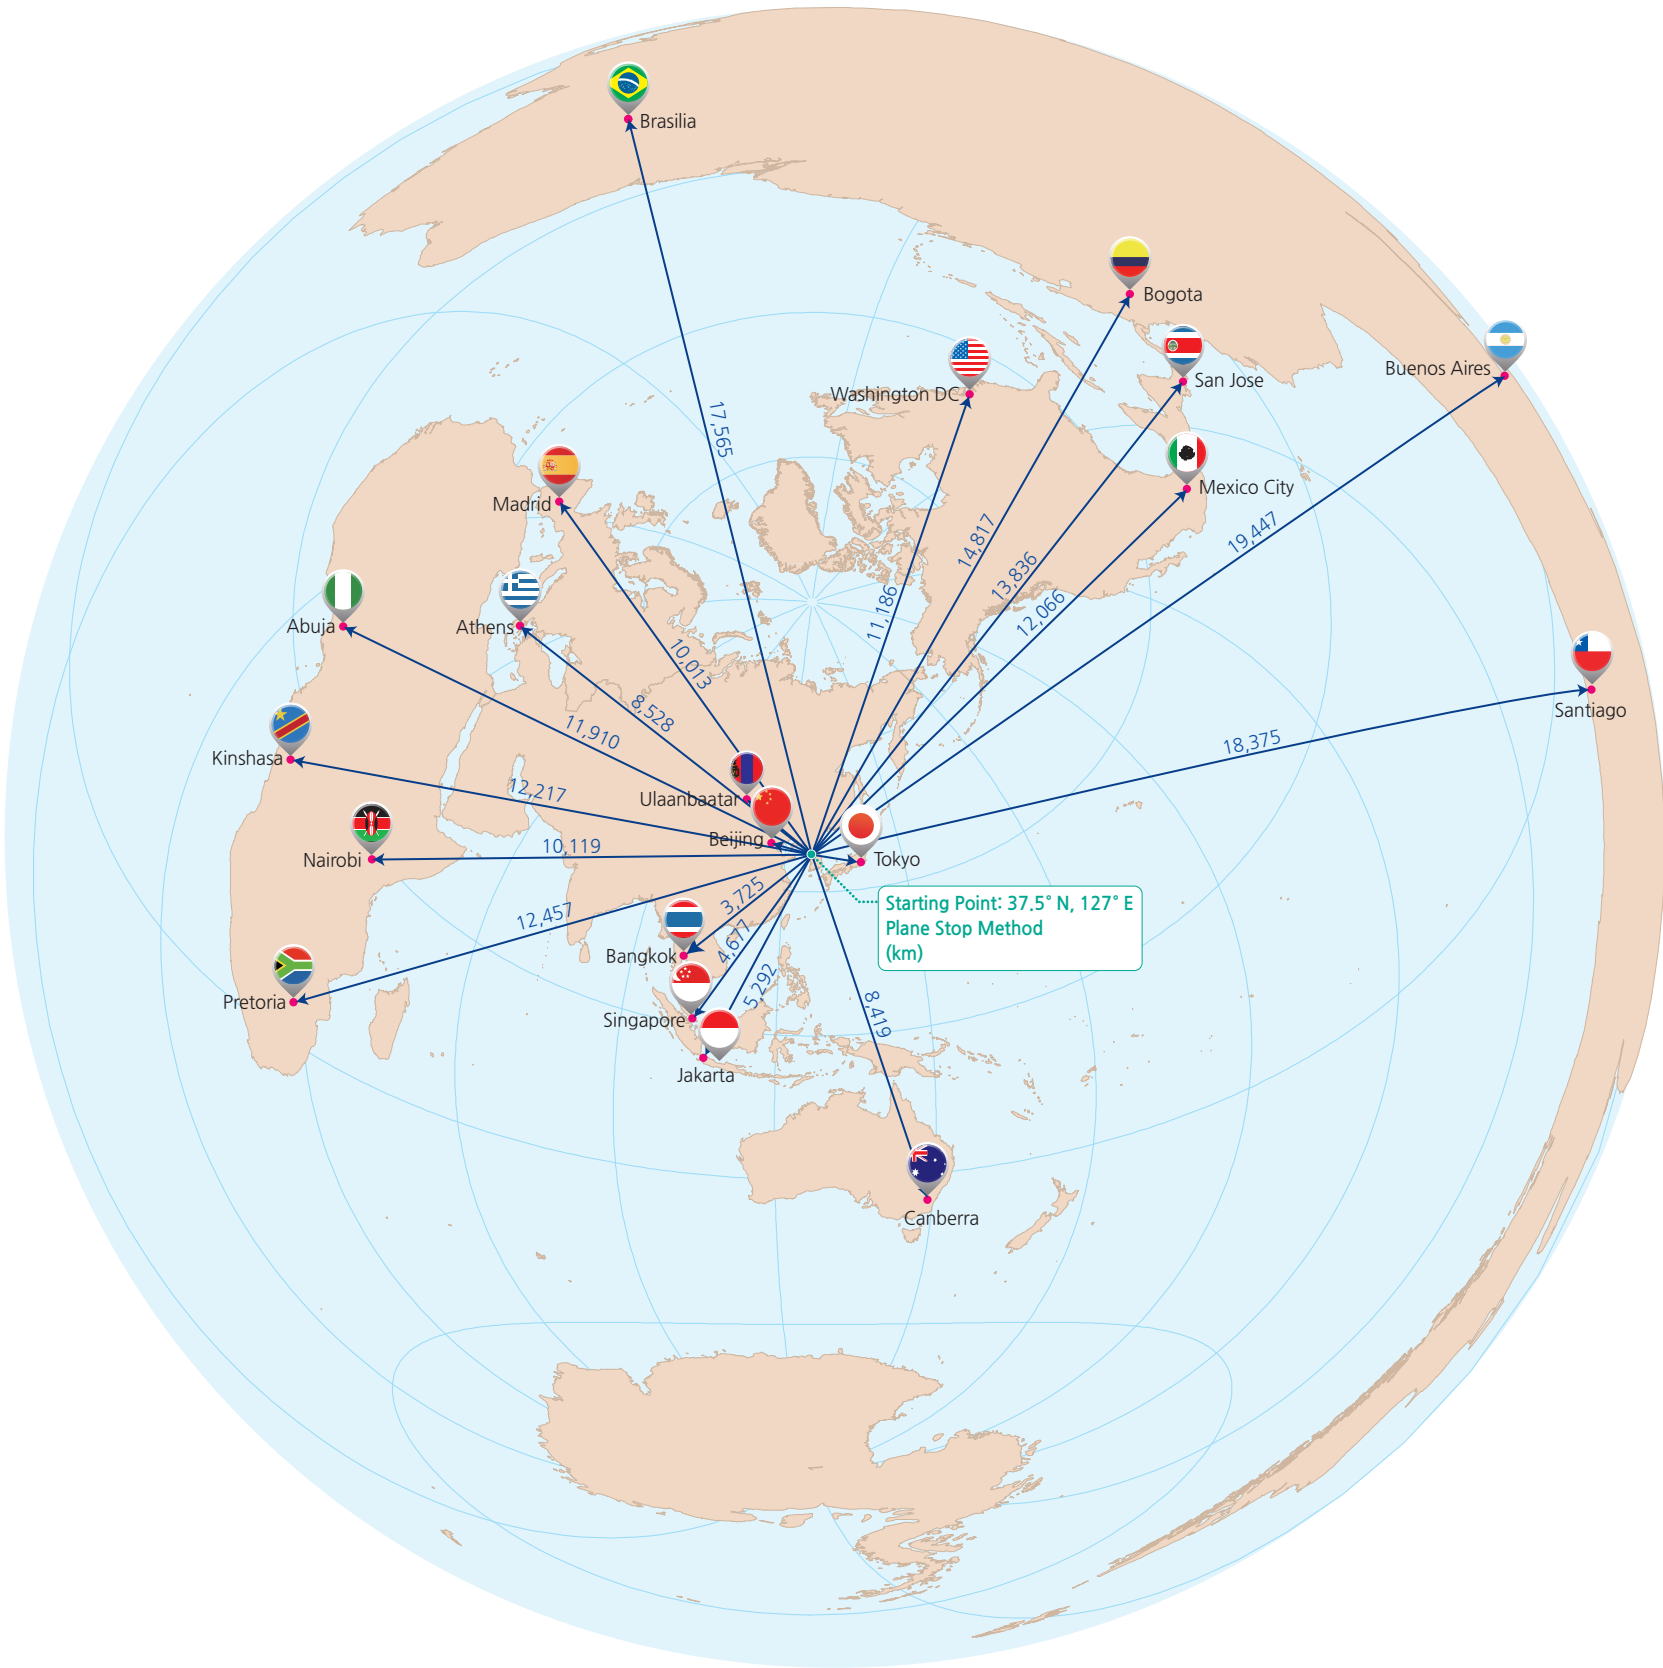 Brasilia
Bogota
Buenos Aires
San Jose
Washington DC
17,565
Mexico City
Madrid
14,817
19,447
13,836
Abuja
Athens
11,186
12,066
10,013
Santiago
8,528
11,910
18,375
Kinshasa
12,217
Ulaanbaatar
Beijing
10,119
Nairobi
Tokyo
3,725
12,457
Starting Point: 37.5° N, 127° E
Plane Stop Method
(km)
4,677
Bangkok
5,292
Pretoria
8,419
Singapore
Jakarta
Canberra